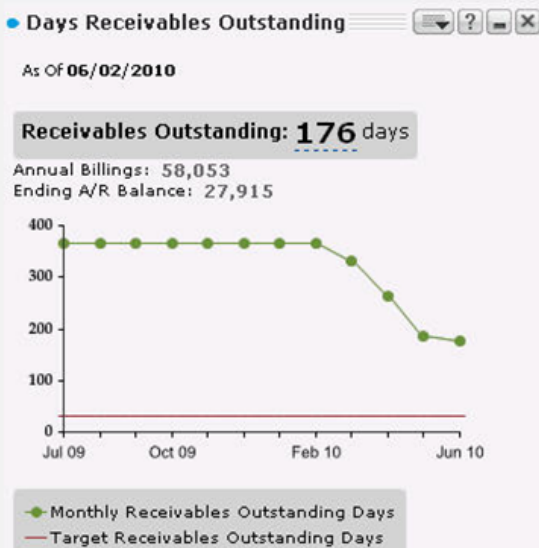 Days Receivables Outstanding ?
As Of 06/02/2010
Receivables Outstanding: 176 days
Annual Billings: 58,053
Ending A/R Balance: 27,915
400
300
200
100
0
Jul 09 Oct 09 Feb 10 Jun 10
Monthly Receivables Outstanding Days
Target Receivables Outstanding Days